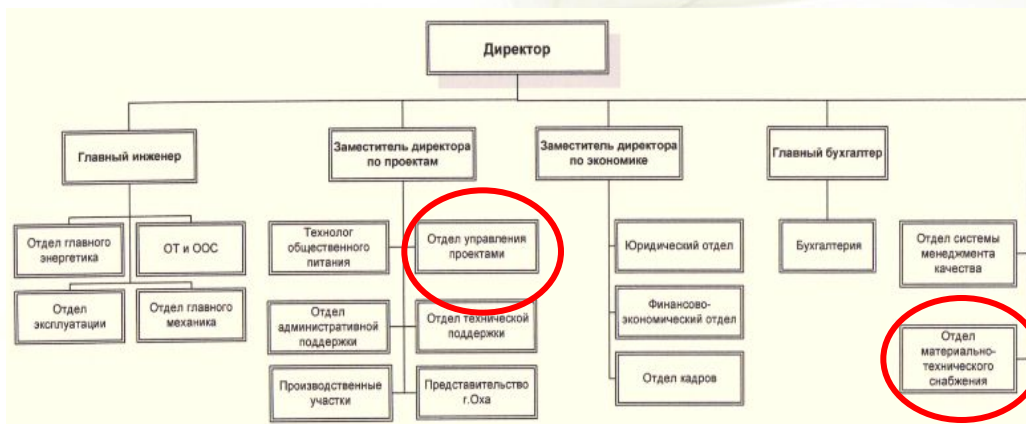 Директор
Главный инженер
Заместитель директора
по проектам
Заместитель директора
по экономике
Главный бухгалтер
Отдел главного
энергетика
ОТ и ООС
Отдел
эксплуатации
Отдел главного
механика
Технолог
общественного
питания
Отдел управления
проектами
Отдел
административной
поддержки
Отдел технической
поддержки
Производственные
участки
Представительство
г.Оха
Юридический отдел
Финансово-
экономический отдел
Отдел кадров
Бухгалтерия
Отдел системы
менеджмента
качества
Отдел
материально-
технического
снабжения